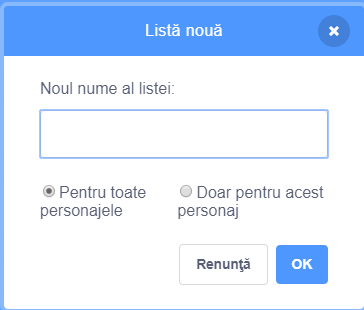 Listă nouă
Noul nume al listei:
Pentru toate personajele
Doar pentru acest personaj
Renunţă
OK